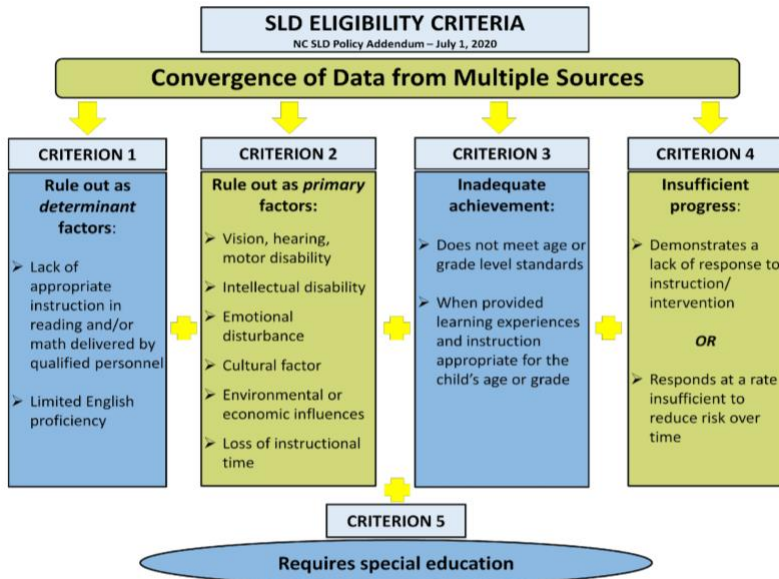 SLD ELIGIBILITY CRITERIA
NC SLD Policy Addendum – July 1, 2020
Convergence of Data from Multiple Sources
CRITERION 1
Rule out as
determinant
factors:
➢ Lack of
appropriate
instruction in
reading and/or
math delivered by
qualified personnel
➢ Limited English
proficiency
CRITERION 2
Rule out as primary
factors:
➢ Vision, hearing,
motor disability
➢ Intellectual disability
➢ Emotional
disturbance
➢ Cultural factor
➢ Environmental or
economic influences
➢ Loss of instructional
time
CRITERION 3
Inadequate
achievement:
➢ Does not meet age or
grade level standards
➢ When provided
learning experiences
and instruction
appropriate for the
child’s age or grade
CRITERION 4
Insufficient
progress:
➢ Demonstrates a
lack of response to
instruction/
intervention
OR
➢ Responds at a rate
insufficient to
reduce risk over
time
CRITERION 5
Requires special education